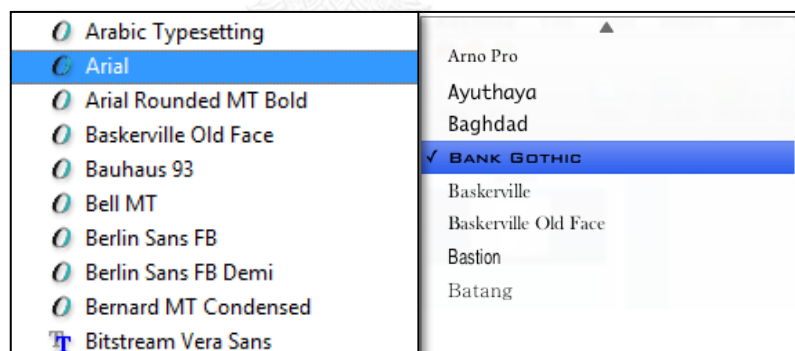 Arabic Typesetting
Arial
Arial Rounded MT Bold
Baskerville Old Face
Bauhaus 93
Bell MT
Berlin Sans FB
Berlin Sans FB Demi
Bernard MT Condensed
Bitstream Vera Sans
Arno Pro
Ayuthaya
Baghdad
✓ BANK GOTHIC
Baskerville
Baskerville Old Face
Bastion
Batang